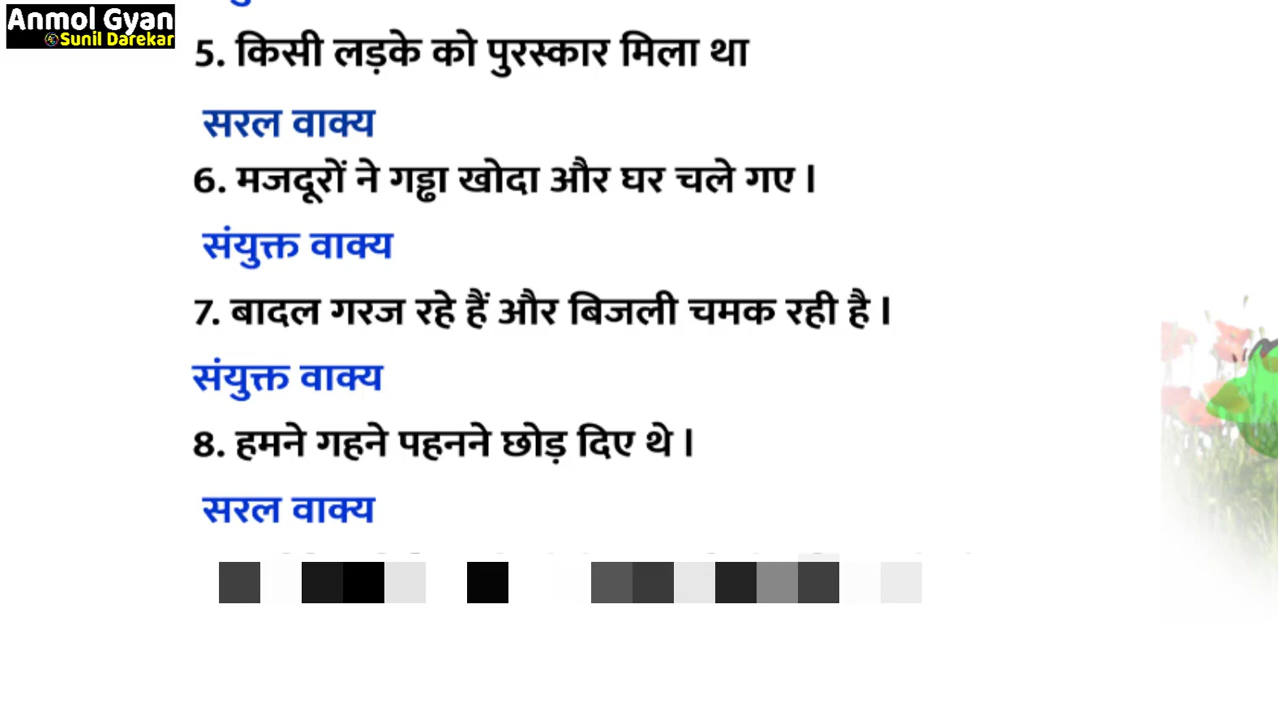 Anmol Gyan
©Sunil Darekar
5. किसी लड़के को पुरस्कार मिला था
सरल वाक्य
6. मजदूरों ने गड्ढा खोदा और घर चले गए l
संयुक्त वाक्य
7. बादल गरज रहे हैं और बिजली चमक रही है l
संयुक्त वाक्य
8. हमने गहने पहनने छोड़ दिए थे l
सरल वाक्य